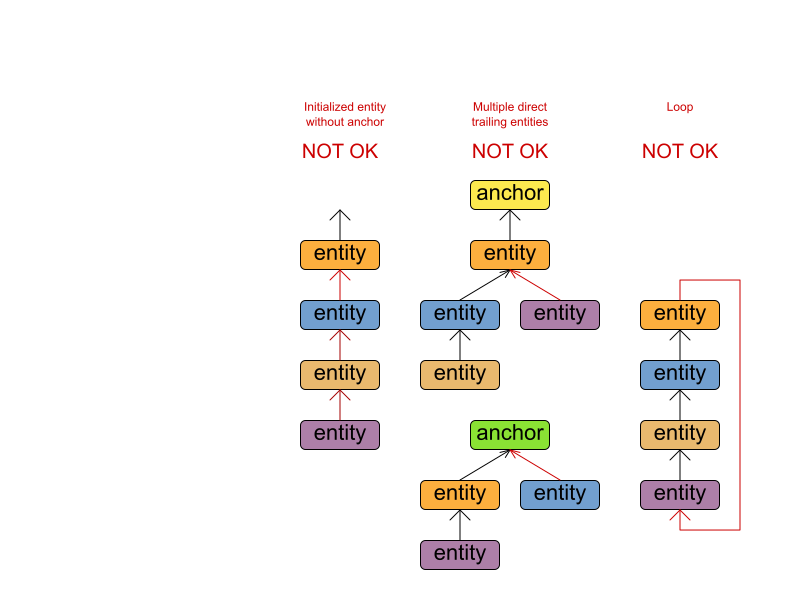 Initialized entity
without anchor
NOT OK
Multiple direct
trailing entities
NOT OK
Loop
NOT OK
entity
entity
entity
entity
anchor
entity
entity
entity
entity
anchor
entity
entity
entity
entity
entity
entity
entity